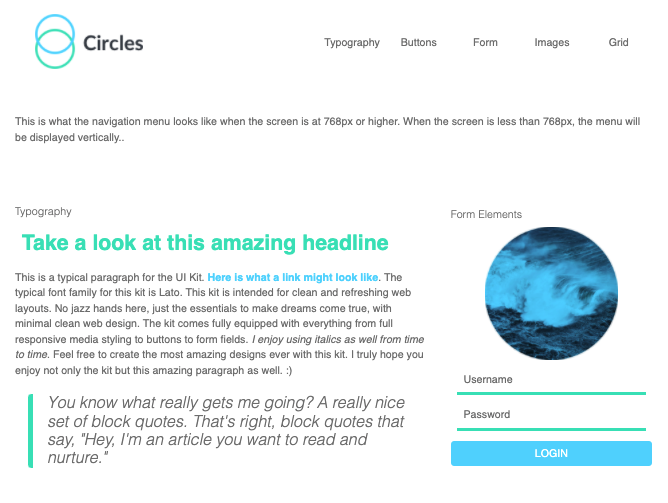 Circles
Typography Buttons Form Images Grid
This is what the navigation menu looks like when the screen is at 768px or higher. When the screen is less than 768px, the menu will
be displayed vertically..
Typography
Take a look at this amazing headline
This is a typical paragraph for the UI Kit. Here is what a link might look like. The
typical font family for this kit is Lato. This kit is intended for clean and refreshing web
layouts. No jazz hands here, just the essentials to make dreams come true, with
minimal clean web design. The kit comes fully equipped with everything from full
responsive media styling to buttons to form fields. I enjoy using italics as well from time
to time. Feel free to create the most amazing designs ever with this kit. I truly hope you
enjoy not only the kit but this amazing paragraph as well. :)
You know what really gets me going? A really nice
set of block quotes. That's right, block quotes that
say, "Hey, I'm an article you want to read and
nurture."
Form Elements
Username
Password
LOGIN